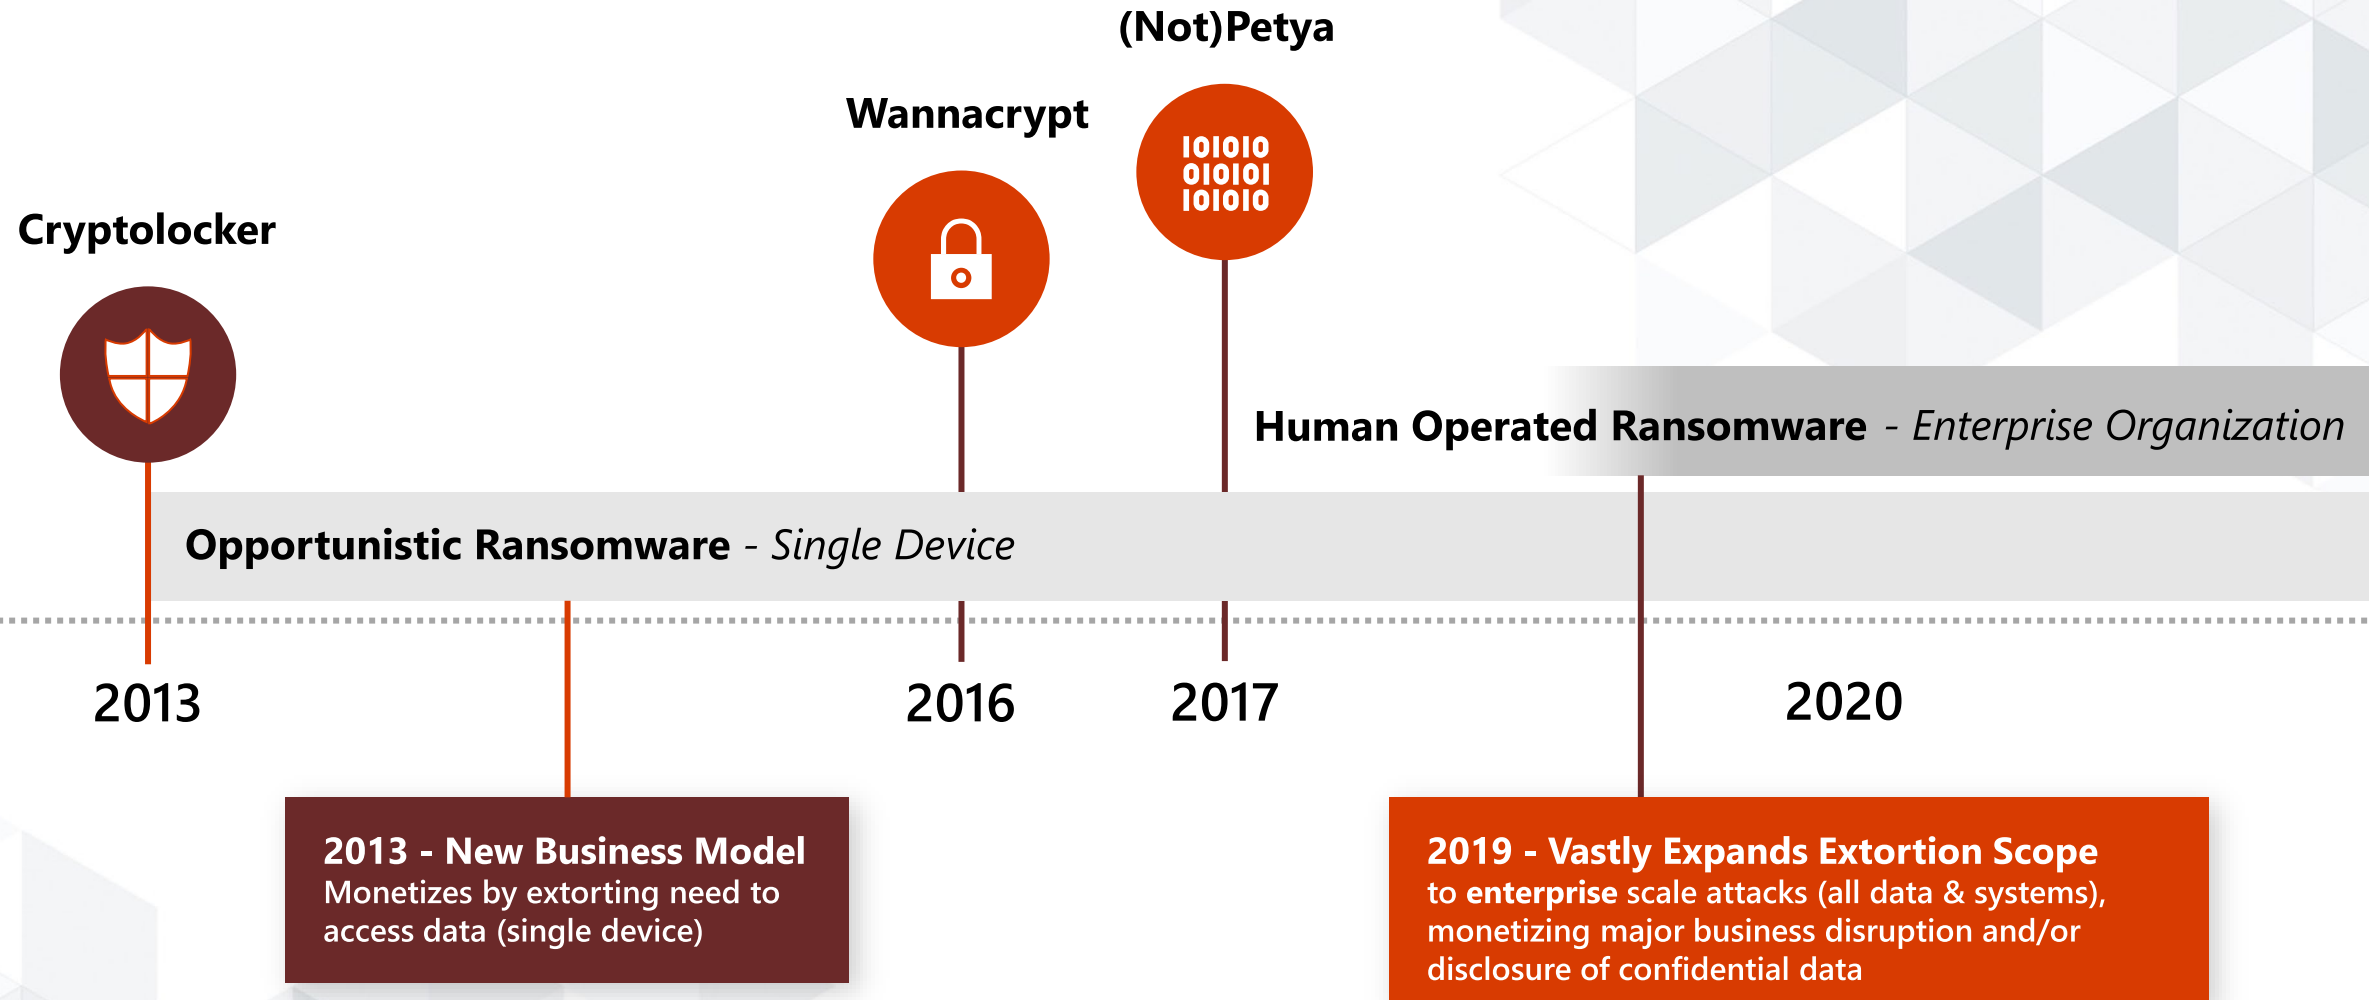 (Not)Petya
Wannacrypt
101010
010101
101010
Cryptolocker
Human Operated Ransomware - Enterprise Organization
Opportunistic Ransomware - Single Device
2013
2016
2017
2020
2013 - New Business Model
Monetizes by extorting need to
access data (single device)
2019 - Vastly Expands Extortion Scope
to enterprise scale attacks (all data & systems),
monetizing major business disruption and/or
disclosure of confidential data